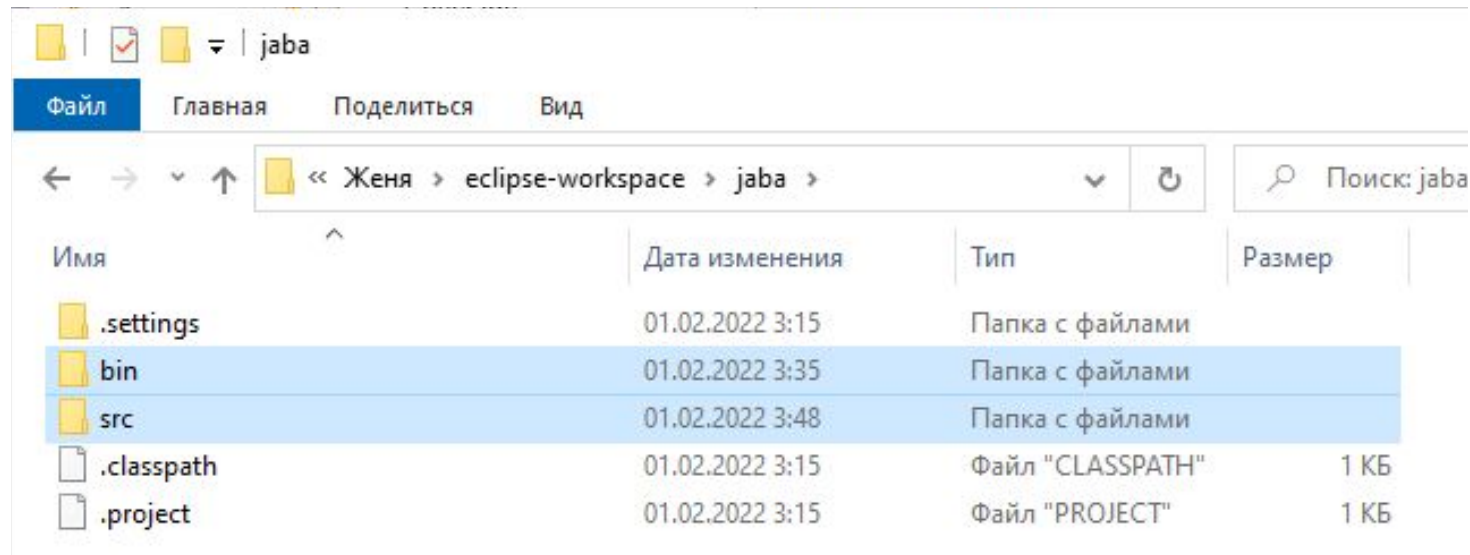 jaba
Файл Главная Поделиться Вид
« Женя › eclipse-workspace › jaba › Поиск: jaba
Имя Дата изменения Тип Размер
.settings 01.02.2022 3:15 Папка с файлами
bin 01.02.2022 3:35 Папка с файлами
src 01.02.2022 3:48 Папка с файлами
.classpath 01.02.2022 3:15 Файл "CLASSPATH" 1 КБ
.project 01.02.2022 3:15 Файл "PROJECT" 1 КБ